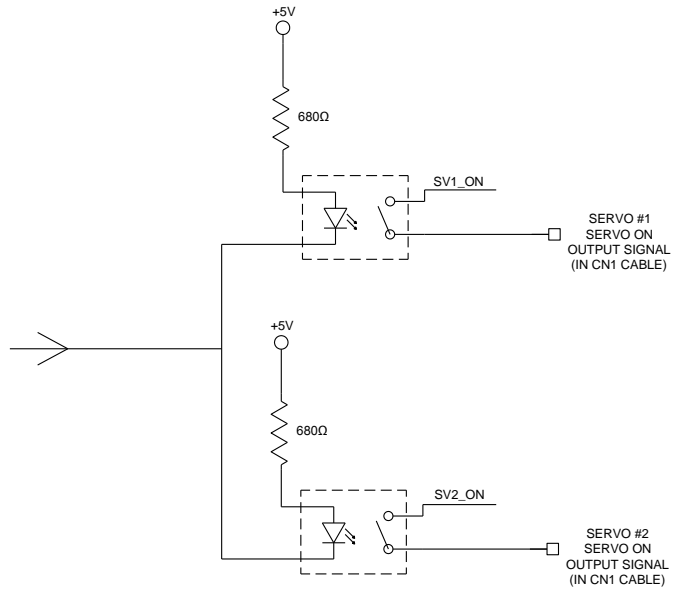 +5V
680Ω
SV1_ON
SERVO #1
SERVO ON
OUTPUT SIGNAL
(IN CN1 CABLE)
+5V
680Ω
SV2_ON
SERVO #2
SERVO ON
OUTPUT SIGNAL
(IN CN1 CABLE)